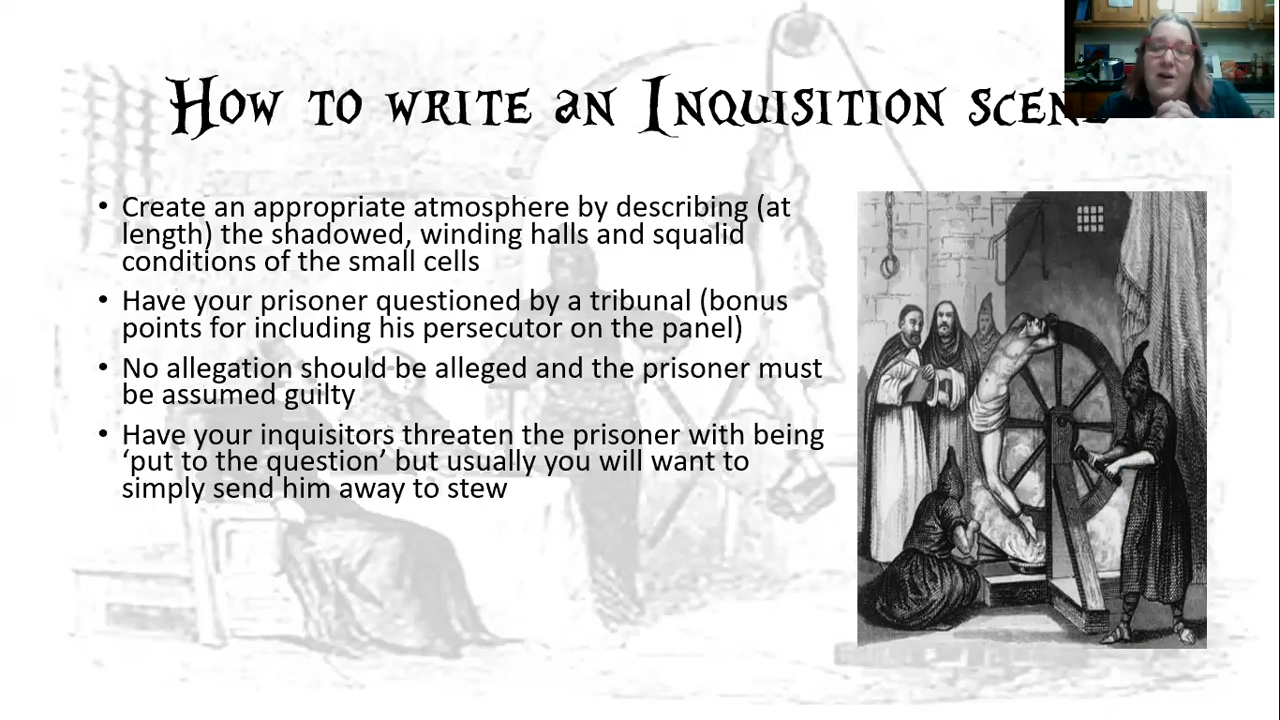 How to write an Inquisition scene
• Create an appropriate atmosphere by describing (at
length) the shadowed, winding halls and squalid
conditions of the small cells
• Have your prisoner questioned by a tribunal (bonus
points for including his persecutor on the panel)
• No allegation should be alleged and the prisoner must
be assumed guilty
• Have your inquisitors threaten the prisoner with being
‘put to the question’ but usually you will want to
simply send him away to stew